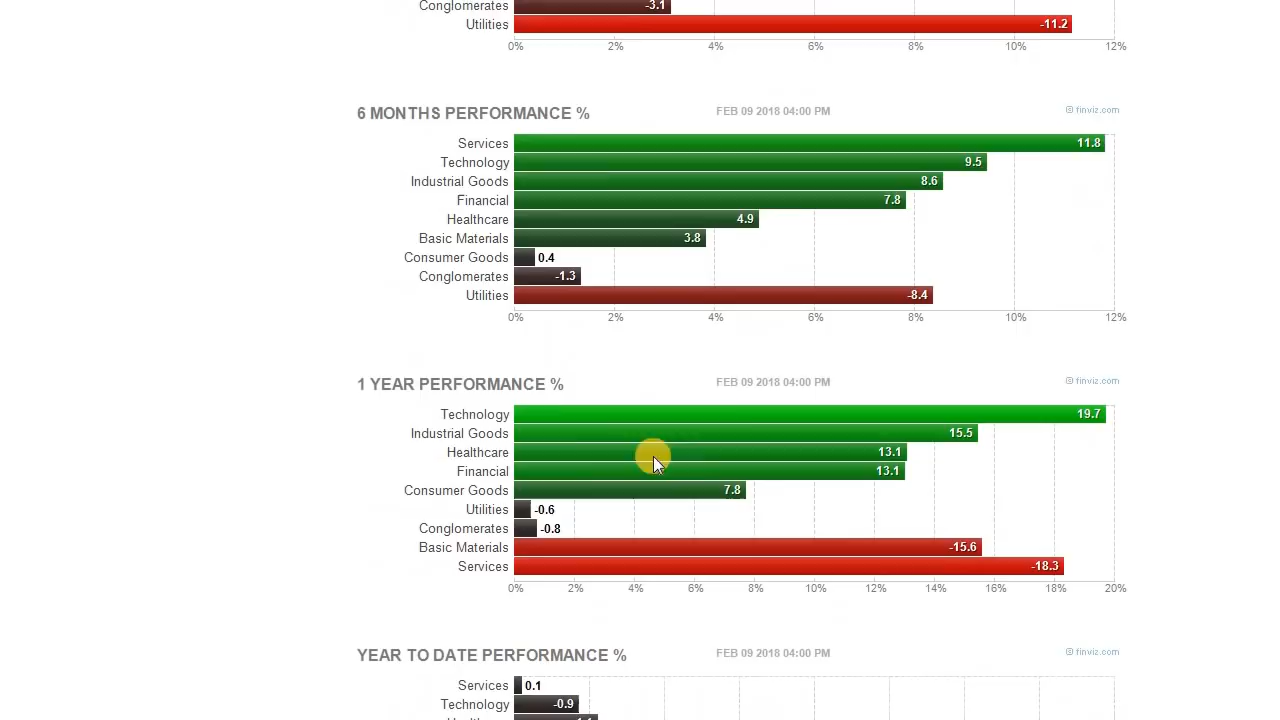 Conglomerates -3.1
Utilities -11.2
0% 2% 4% 6% 8% 10% 12%
6 MONTHS PERFORMANCE % FEB 09 2018 04:00 PM © finviz.com
Services 11.8
Technology 9.5
Industrial Goods 8.6
Financial 7.8
Healthcare 4.9
Basic Materials 3.8
Consumer Goods 0.4
Conglomerates -1.3
Utilities -8.4
0% 2% 4% 6% 8% 10% 12%
1 YEAR PERFORMANCE % FEB 09 2018 04:00 PM © finviz.com
Technology 19.7
Industrial Goods 15.5
Healthcare 13.1
Financial 13.1
Consumer Goods 7.8
Utilities -0.6
Conglomerates -0.8
Basic Materials -15.6
Services -18.3
0% 2% 4% 6% 8% 10% 12% 14% 16% 18% 20%
YEAR TO DATE PERFORMANCE % FEB 09 2018 04:00 PM © finviz.com
Services 0.1
Technology -0.9